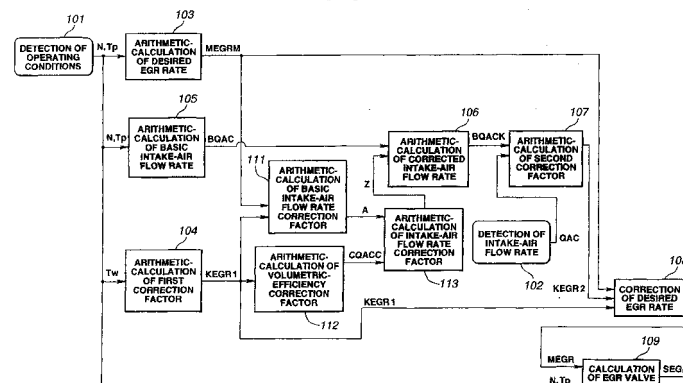 101
DETECTION OF
OPERATING
CONDITIONS
N,Tp
103
ARITHMETIC-
CALCULATION
OF DESIRED
EGR RATE
MEGRM
105
N,Tp
ARITHMETIC-
CALCULATION
OF BASIC
INTAKE-AIR
FLOW RATE
BQAC
106
ARITHMETIC-
CALCULATION
OF CORRECTED
INTAKE-AIR
FLOW RATE
BQACK
107
ARITHMETIC-
CALCULATION
OF SECOND
CORRECTION
FACTOR
111
ARITHMETIC-
CALCULATION
OF BASIC
INTAKE-AIR
FLOW RATE
CORRECTION
FACTOR
Z
A
ARITHMETIC-
CALCULATION
OF INTAKE-AIR
FLOW RATE
CORRECTION
FACTOR
113
DETECTION OF
INTAKE-AIR
FLOW RATE
102
QAC
104
Tw
ARITHMETIC-
CALCULATION
OF FIRST
CORRECTION
FACTOR
KEGR1
ARITHMETIC-
CALCULATION OF
VOLUMETRIC-
EFFICIENCY
CORRECTION
FACTOR
112
CQACC
KEGR1
KEGR2
CORRECTION
OF DESIRED
EGR RATE
109
MEGR
N,Tp
CALCULATION
OF EGR VALVE